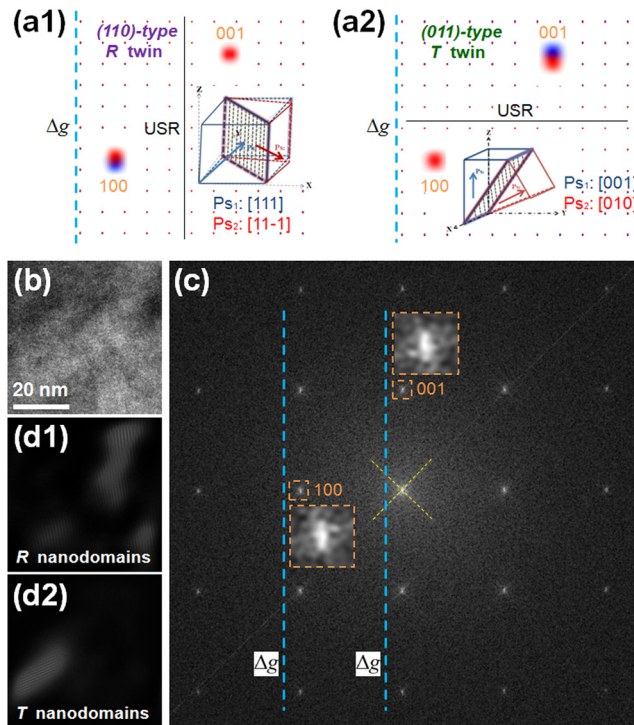 (a1)
(110)-type
R twin
001
Δg
USR
100
z
y
x
Ps₁: [111]
Ps₂: [11-1]
(a2)
(011)-type
T twin
001
USR
Δg
100
Z
X
Y
Ps₁: [001]
Ps₂: [010]
(b)
20 nm
(c)
001
100
Δg
Δg
(d1)
R nanodomains
(d2)
T nanodomains